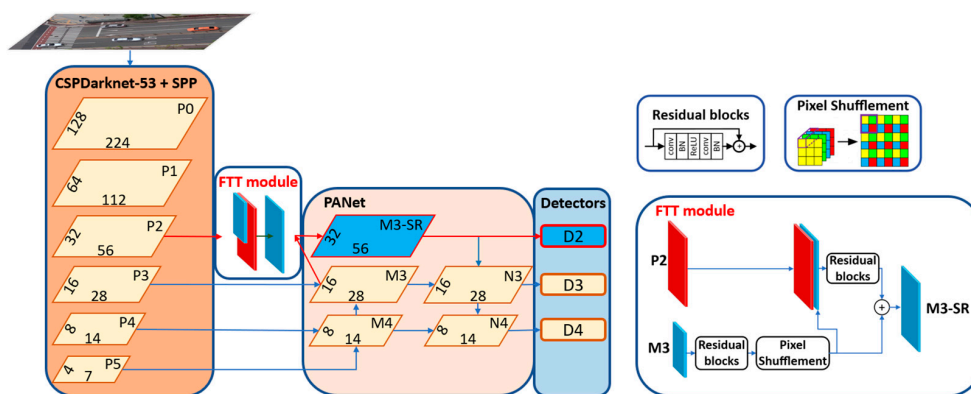 CSPDarknet-53 + SPP
P0
128
224
P1
64
112
P2
32
56
P3
16
28
P4
8
14
P5
4
7
FTT module
PANet
M3-SR
32
56
M3
16
28
N3
16
28
M4
8
14
N4
8
14
Detectors
D2
D3
D4
Residual blocks
conv
BN
ReLU
conv
BN
+
Pixel Shufflement
FTT module
P2
Residual
blocks
+
M3-SR
M3
Residual
blocks
Pixel
Shufflement